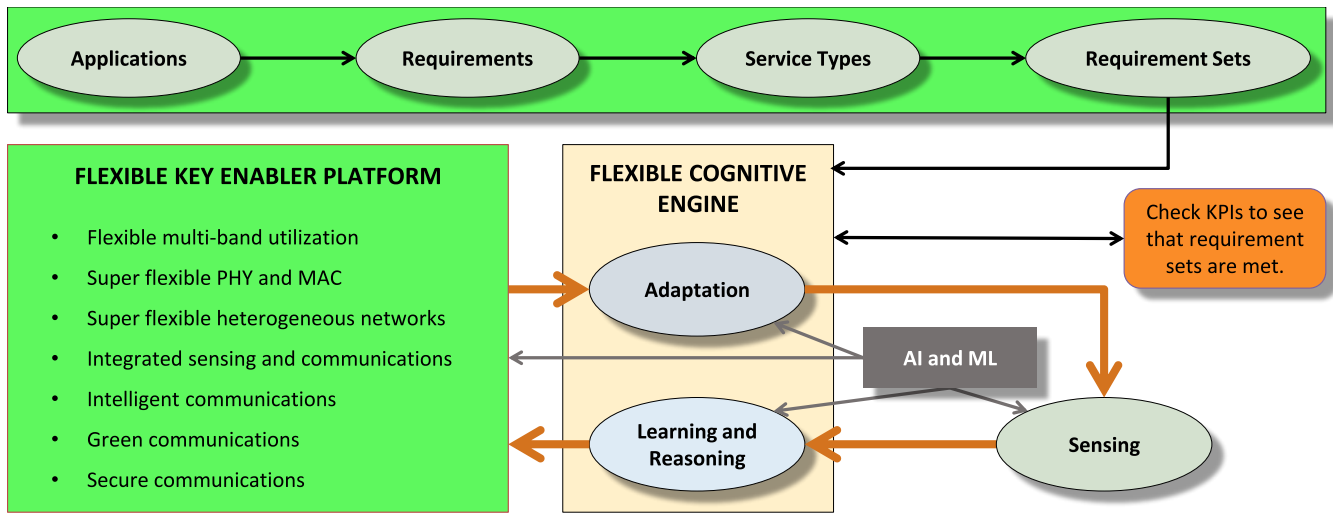 Applications
Requirements
Service Types
Requirement Sets
FLEXIBLE KEY ENABLER PLATFORM
• Flexible multi-band utilization
• Super flexible PHY and MAC
• Super flexible heterogeneous networks
• Integrated sensing and communications
• Intelligent communications
• Green communications
• Secure communications
FLEXIBLE COGNITIVE
ENGINE
Adaptation
Learning and
Reasoning
Check KPIs to see
that requirement
sets are met.
AI and ML
Sensing